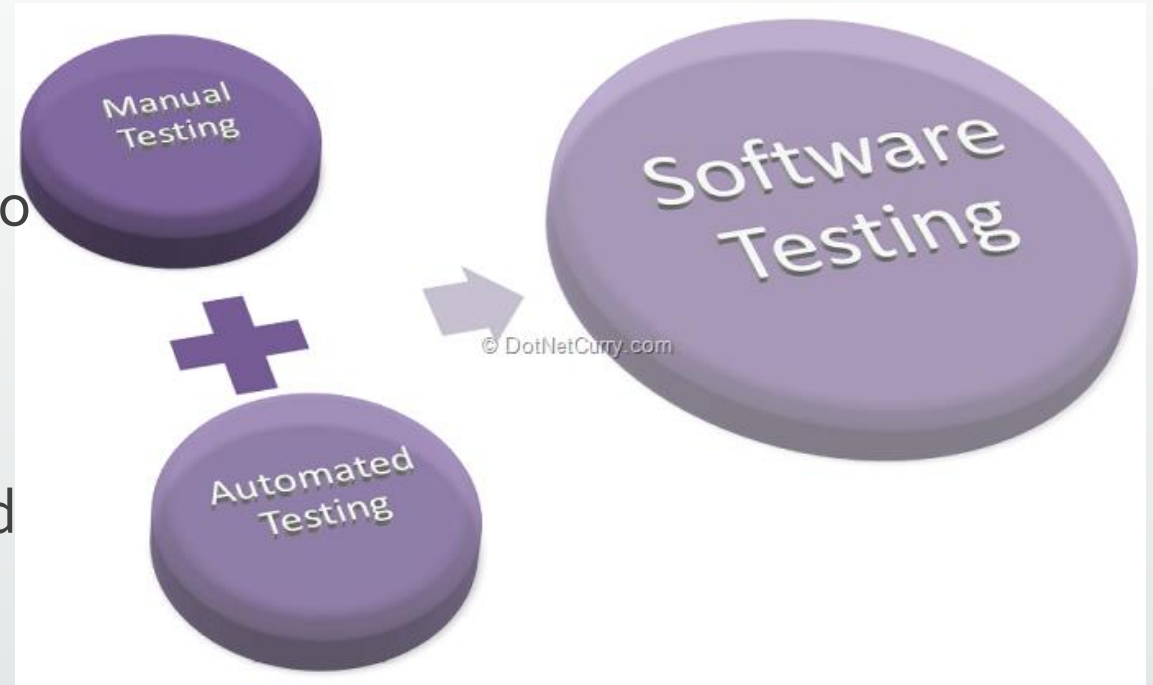 Manual
Testing
o
Software
Testing
© DotNetCurry.com
Automated
Testing
d